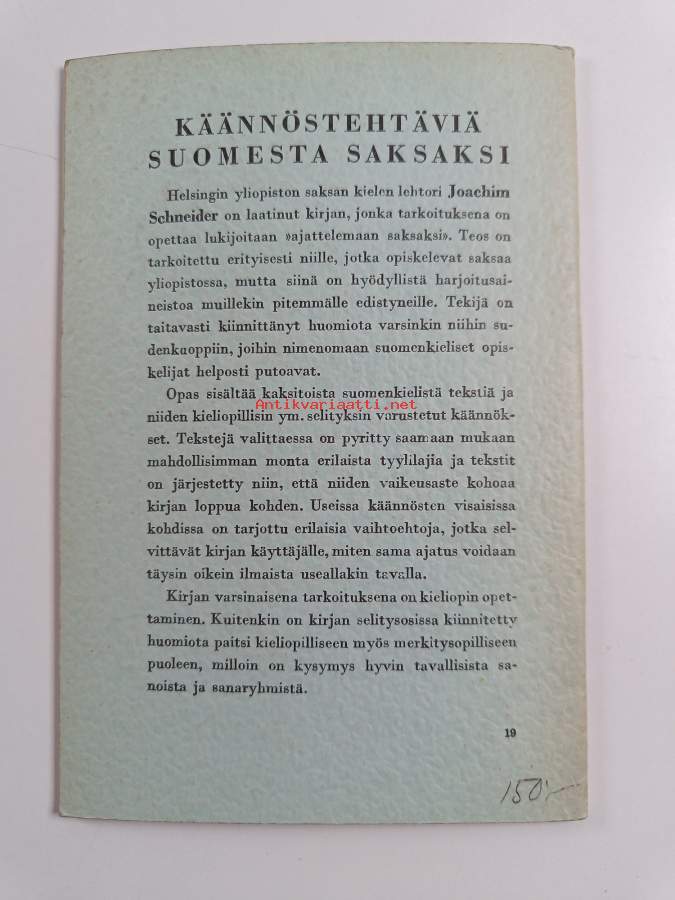 KÄÄNNÖSTEHTÄVIÄ
SUOMESTA SAKSAKSI
Helsingin yliopiston saksan kielen lehtori Joachim
Schneider on laatinut kirjan, jonka tarkoituksena on
opettaa lukijoitaan »ajattelemaan saksaksi». Teos on
tarkoitettu erityisesti niille, jotka opiskelevat saksaa
yliopistossa, mutta siinä on hyödyllistä harjoitusai-
neistoa muillekin pitemmälle edistyneille. Tekijä on
taitavasti kiinnittänyt huomiota varsinkin niihin su-
denkuoppiin, joihin nimenomaan suomenkieliset opis-
kelijat helposti putoavat.
Opas sisältää kaksitoista suomenkielistä tekstiä ja
Antikvariaatti.net
niiden kieliopillisin ym. selityksin varustetut käännök-
set. Tekstejä valittaessa on pyritty saamaan mukaan
mahdollisimman monta erilaista tyylilajia ja tekstit
on järjestetty niin, että niiden vaikeusaste kohoaa
kirjan loppua kohden. Useissa käännösten visaisissa
kohdissa on tarjottu erilaisia vaihtoehtoja, jotka sel-
vittävät kirjan käyttäjälle, miten sama ajatus voidaan
täysin oikein ilmaista useallakin tavalla.
Kirjan varsinaisena tarkoituksena on kieliopin opet-
taminen. Kuitenkin on kirjan selitysosissa kiinnitetty
huomiota paitsi kieliopilliseen myös merkitysopilliseen
puoleen, milloin on kysymys hyvin tavallisista sa-
noista ja sanaryhmistä.
19
150:-